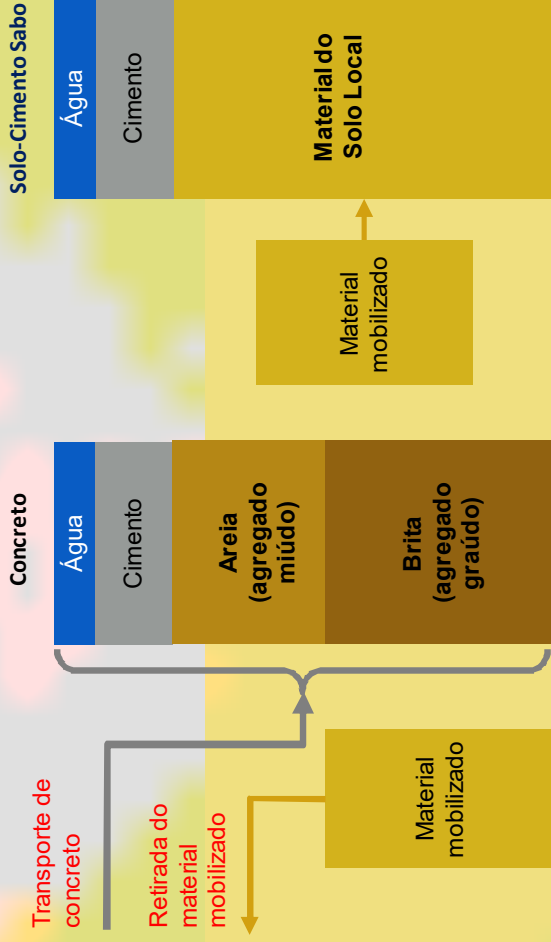 Concreto
Solo-Cimento Sabo
Transporte de
concreto
Água
Água
Cimento
Cimento
Retirada do
material
mobilizado
Areia
(agregado
miúdo)
Material do
Solo Local
Material
mobilizado
Brita
(agregado
graúdo)
Material
mobilizado